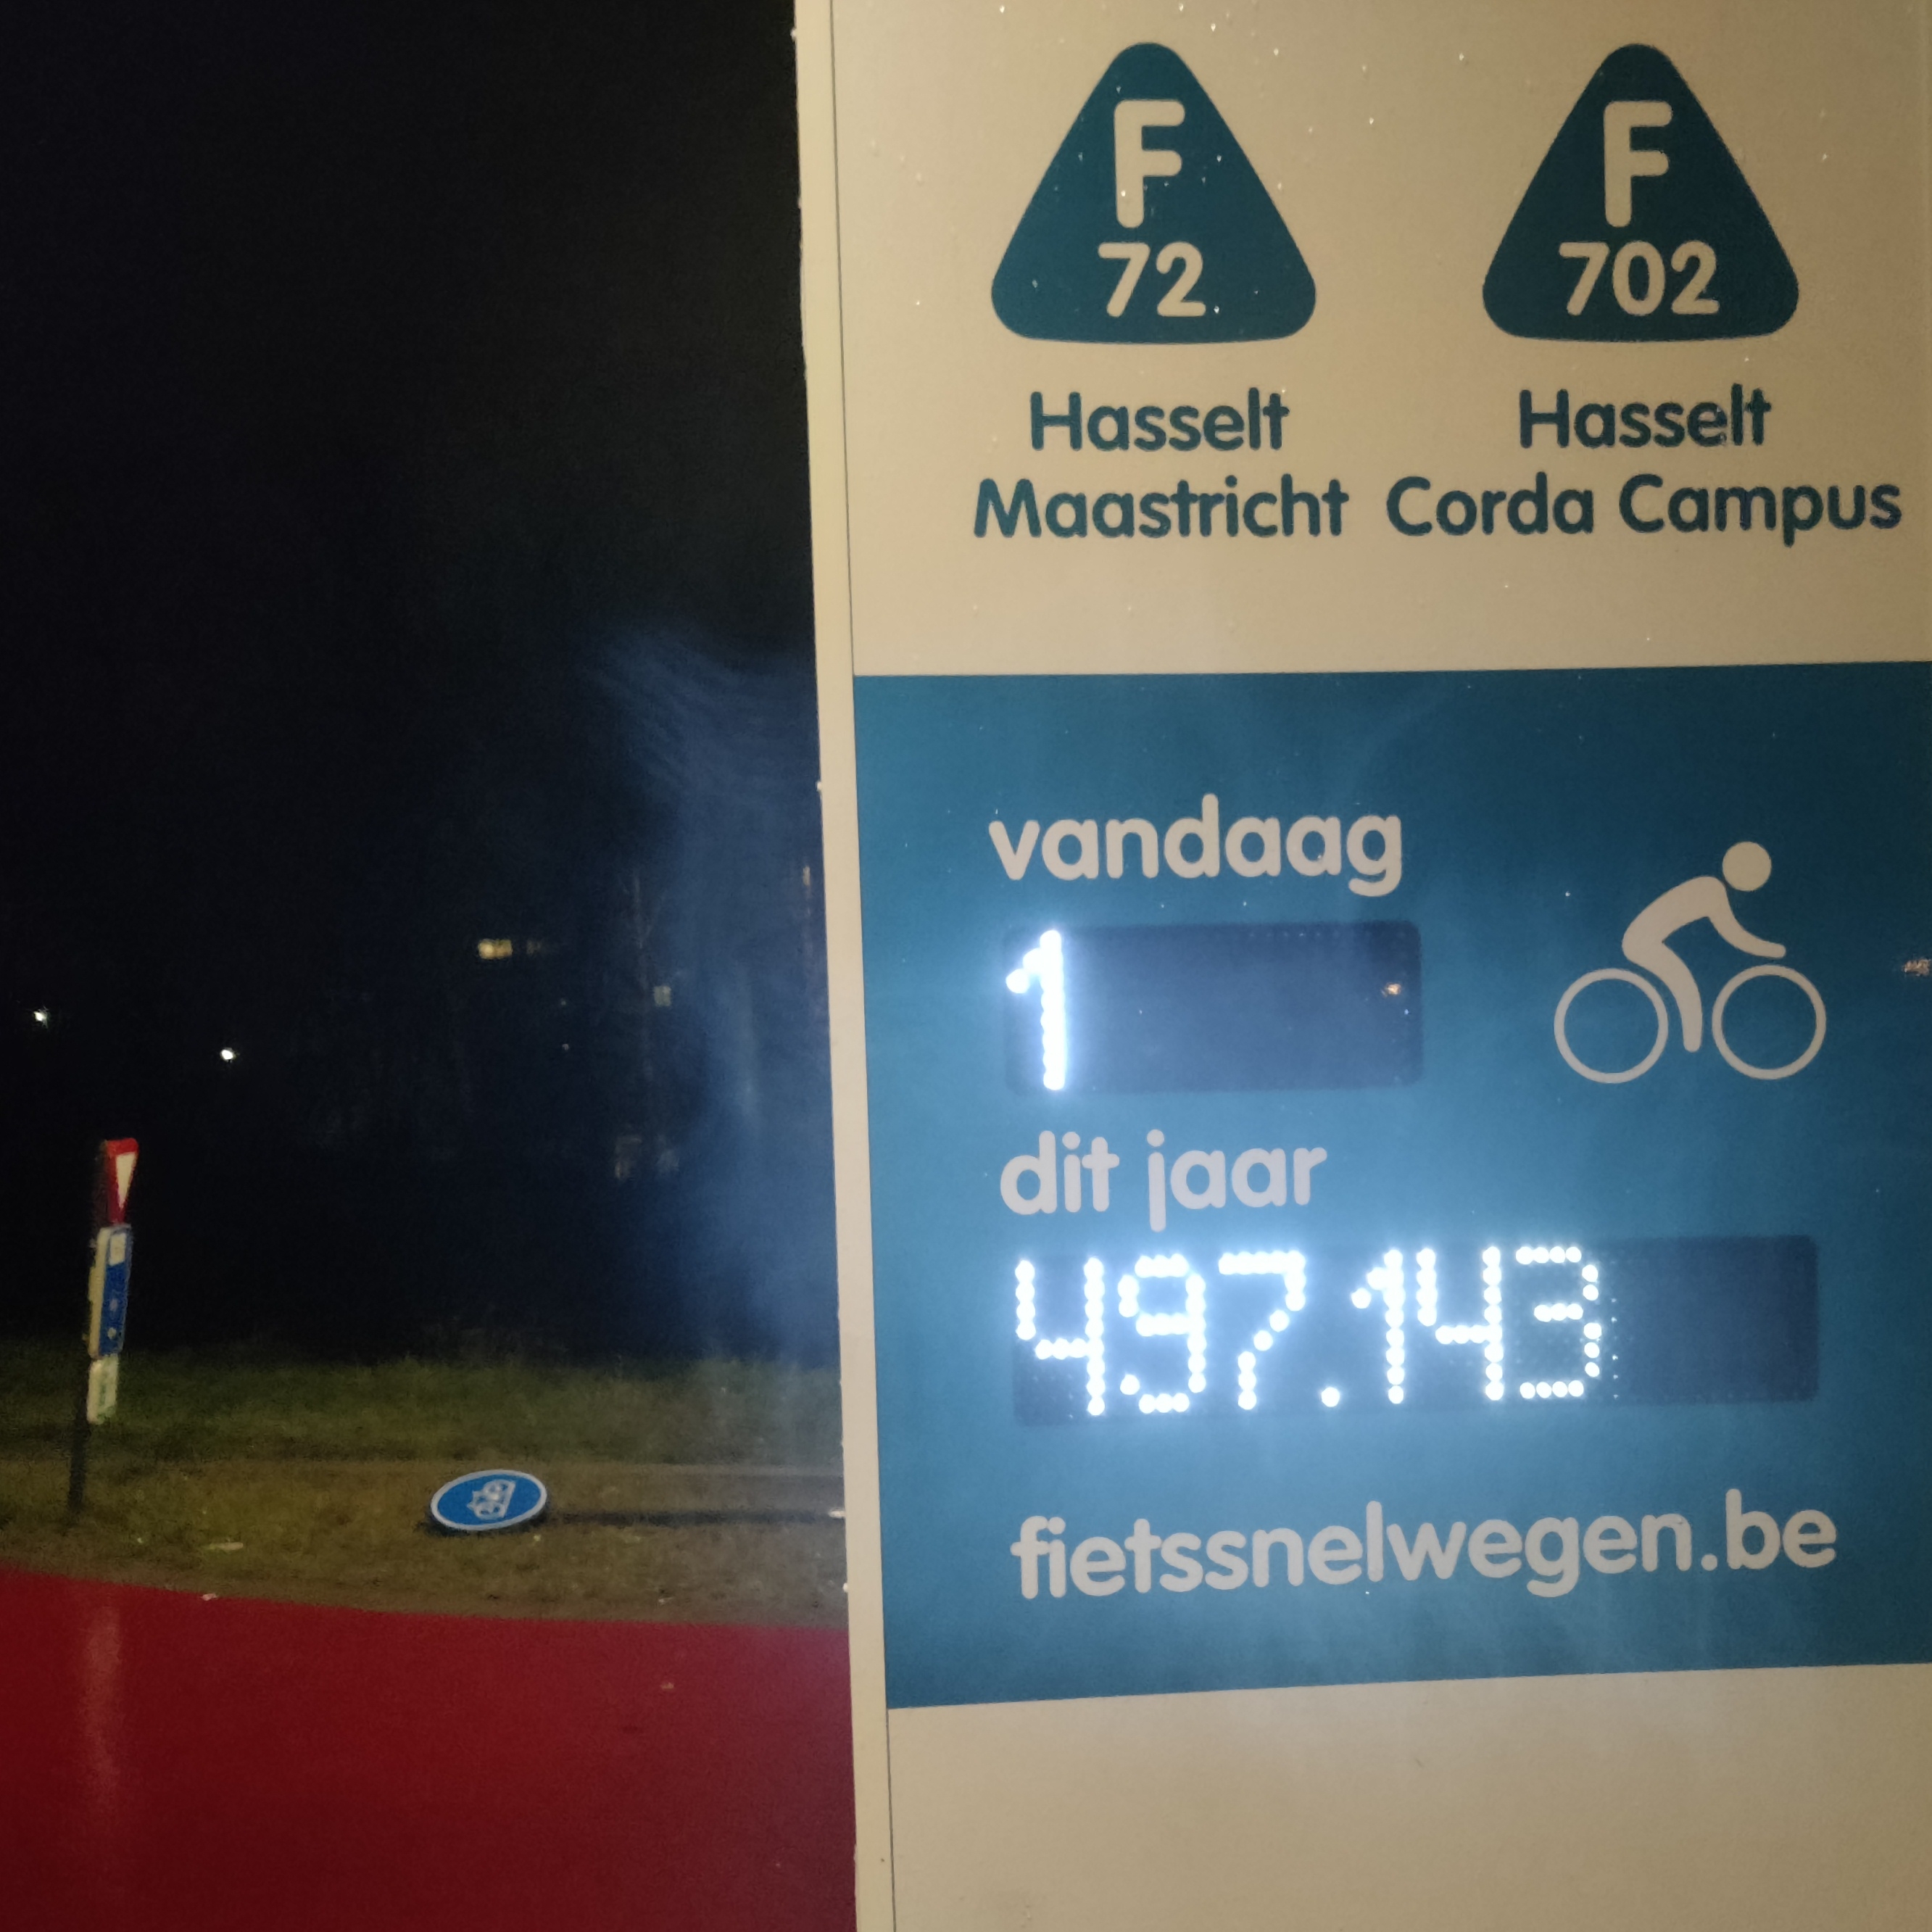 F
72
Hasselt
Maastricht
F
702
Hasselt
Corda Campus
vandaag
1
dit jaar
497.143
fietssnelwegen.be